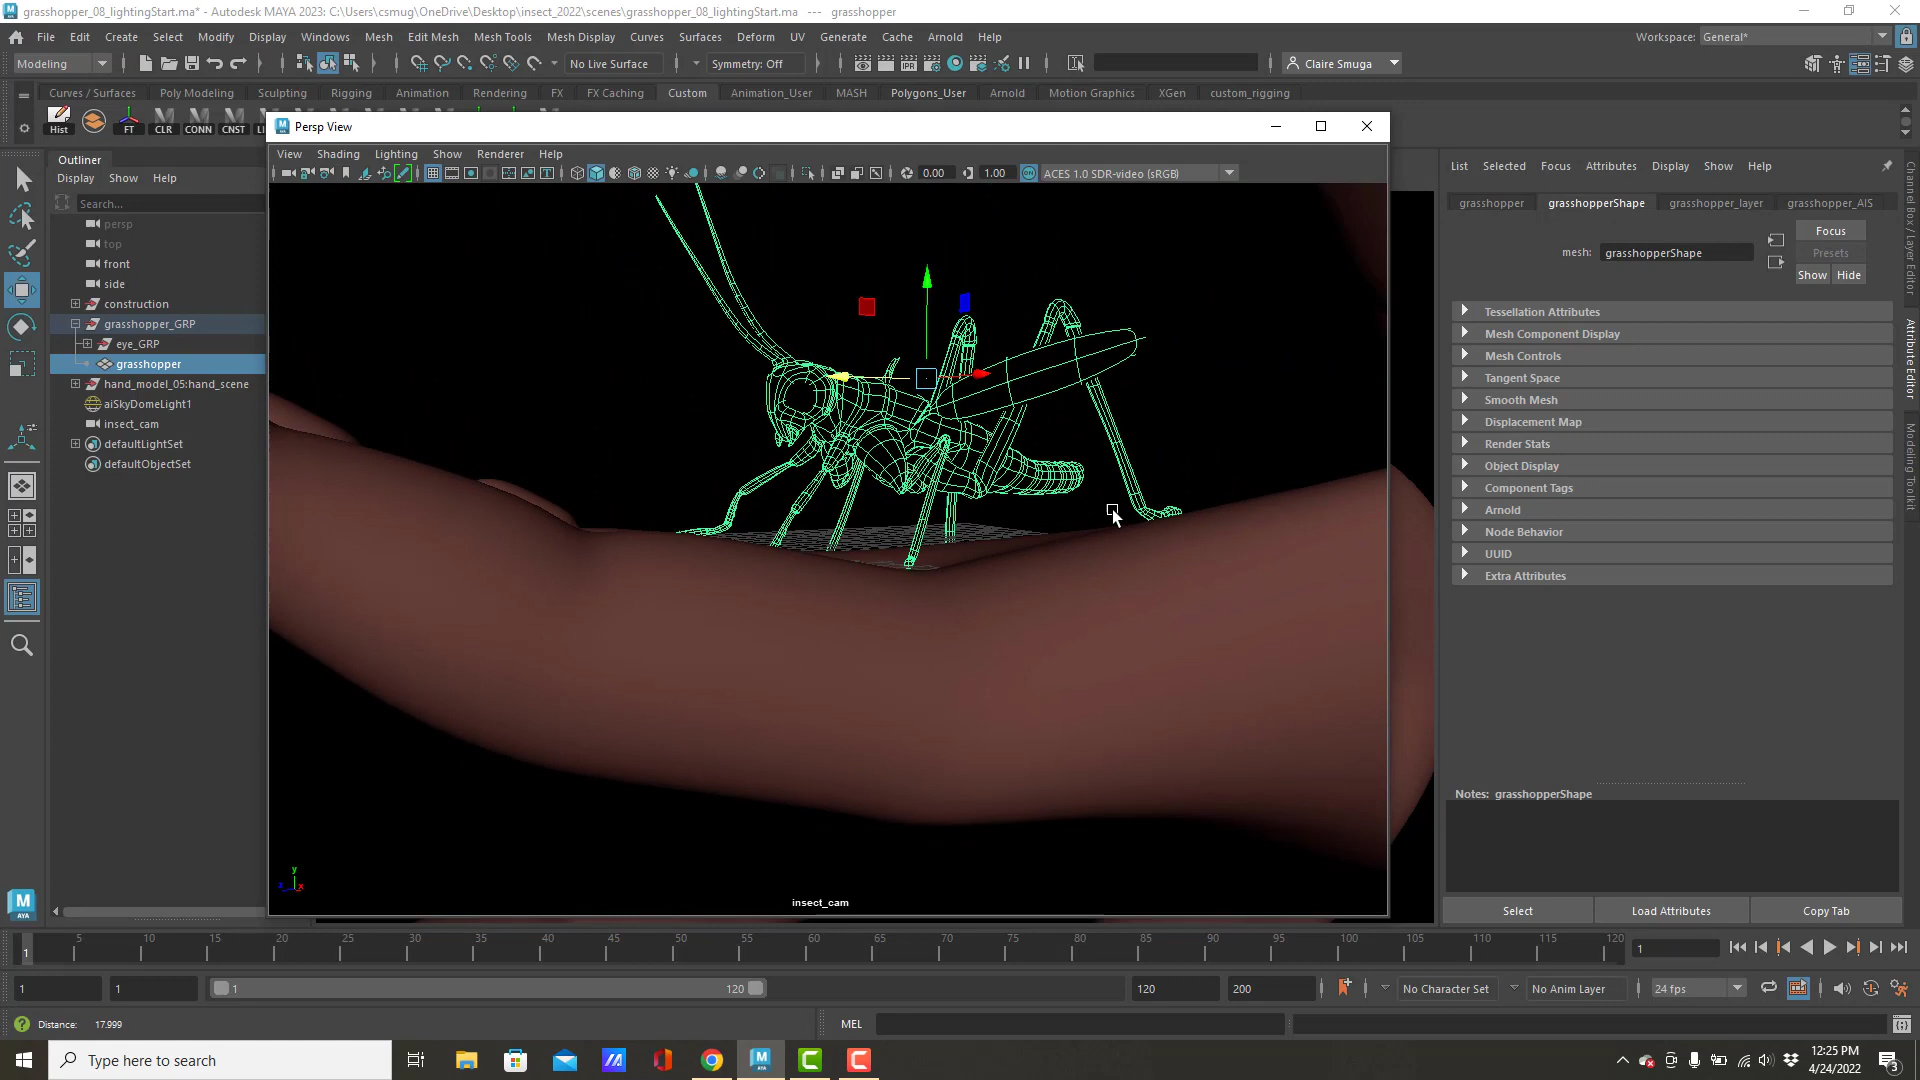 grasshopper_08_lightingStart.ma* - Autodesk MAYA 2023: C:\Users\csmug\OneDrive\Desktop\insect_2022\scenes\grasshopper_08_lightingStart.ma --- grasshopper
File Edit Create Select Modify Display Windows Mesh Edit Mesh Mesh Tools Mesh Display Curves Surfaces Deform UV Generate Cache Arnold Help
Workspace: General*
Modeling No Live Surface Symmetry: Off Claire Smuga
Curves / Surfaces Poly Modeling Sculpting Rigging Animation Rendering FX FX Caching Custom Animation_User MASH Polygons_User Arnold Motion Graphics XGen custom_rigging
Hist FT CLR CONN CNST
Persp View
View Shading Lighting Show Renderer Help
0.00 1.00 ON ACES 1.0 SDR-video (sRGB)
Outliner
Display Show Help
Search...
persp
top
front
side
construction
grasshopper_GRP
eye_GRP
grasshopper
hand_model_05:hand_scene
aiSkyDomeLight1
insect_cam
defaultLightSet
defaultObjectSet
y
z x
insect_cam
List Selected Focus Attributes Display Show Help
grasshopper grasshopperShape grasshopper_layer grasshopper_AIS
Focus
mesh: grasshopperShape
Presets
Show Hide
Tessellation Attributes
Mesh Component Display
Mesh Controls
Tangent Space
Smooth Mesh
Displacement Map
Render Stats
Object Display
Component Tags
Arnold
Node Behavior
UUID
Extra Attributes
Notes: grasshopperShape
Select Load Attributes Copy Tab
Channel Box / Layer Editor
Attribute Editor
Modeling Toolkit
M
AYA
5 10 15 20 25 30 35 40 45 50 55 60 65 70 75 80 85 90 95 100 105 110 115 120
1 1
1 1 1 120 120 200 No Character Set No Anim Layer 24 fps
Distance: 17.999 MEL
Type here to search
12:25 PM
4/24/2022
3